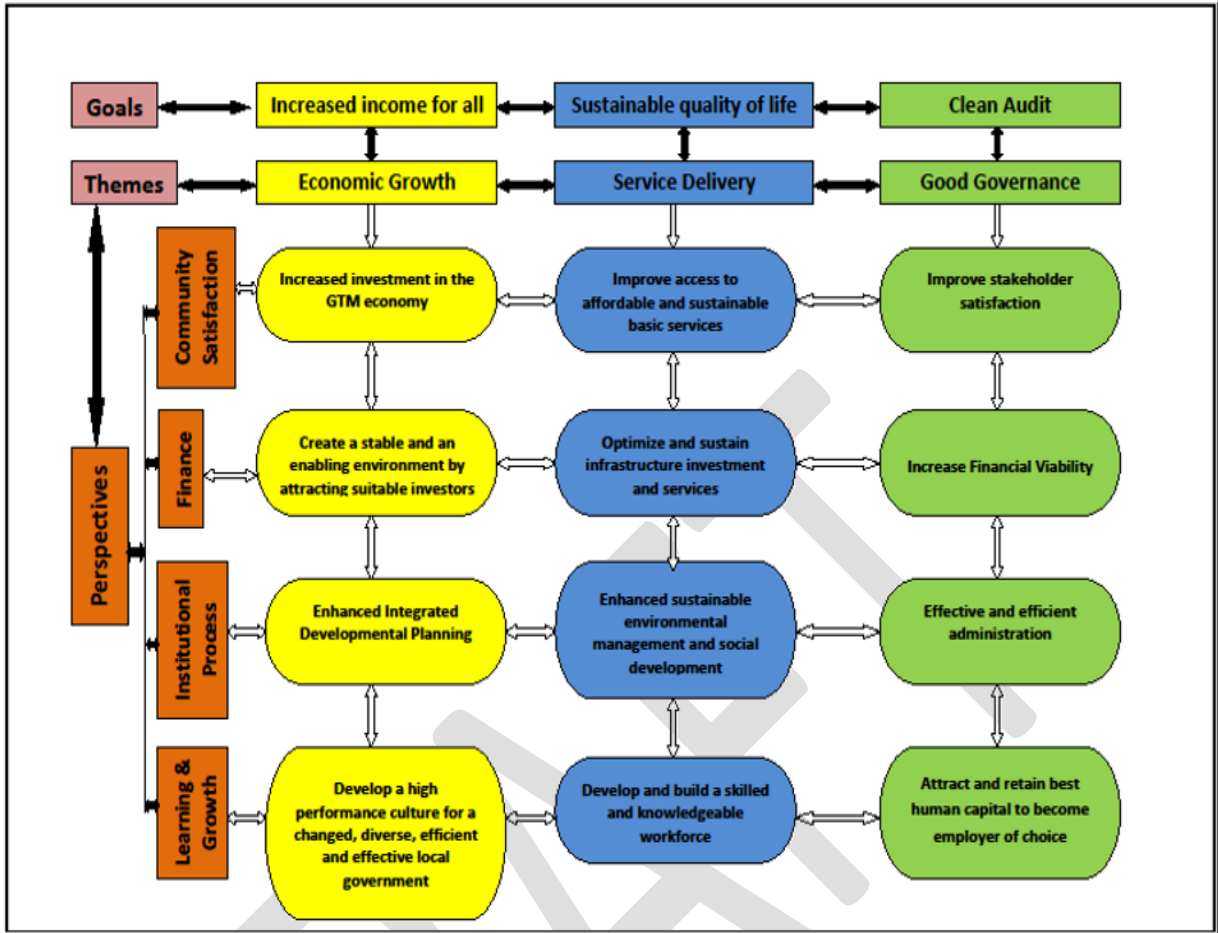 Goals
Increased income for all
Sustainable quality of life
Clean Audit
Themes
Economic Growth
Service Delivery
Good Governance
Perspectives
Community
Satisfaction
Increased investment in the
GTM economy
Improve access to
affordable and sustainable
basic services
Improve stakeholder
satisfaction
Finance
Create a stable and an
enabling environment by
attracting suitable investors
Optimize and sustain
infrastructure investment
and services
Increase Financial Viability
Institutional
Process
Enhanced Integrated
Developmental Planning
Enhanced sustainable
environmental
management and social
development
Effective and efficient
administration
Learning &
Growth
Develop a high
performance culture for a
changed, diverse, efficient
and effective local
government
Develop and build a skilled
and knowledgeable
workforce
Attract and retain best
human capital to become
employer of choice
DRAFT